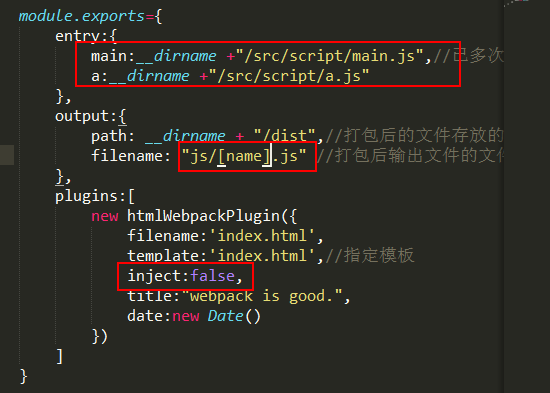 module.exports={
entry:{
main:__dirname +"/src/script/main.js",//已多次
a:__dirname +"/src/script/a.js"
},
output:{
path: __dirname + "/dist",//打包后的文件存放的
filename: "js/[name].js" //打包后输出文件的文件
},
plugins:[
new htmlWebpackPlugin({
filename:'index.html',
template:'index.html',//指定模板
inject:false,
title:"webpack is good.",
date:new Date()
})
]
}